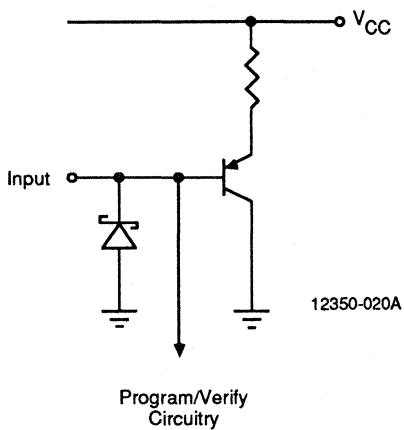 VCC
Input
12350-020A
Program/Verify
Circuitry